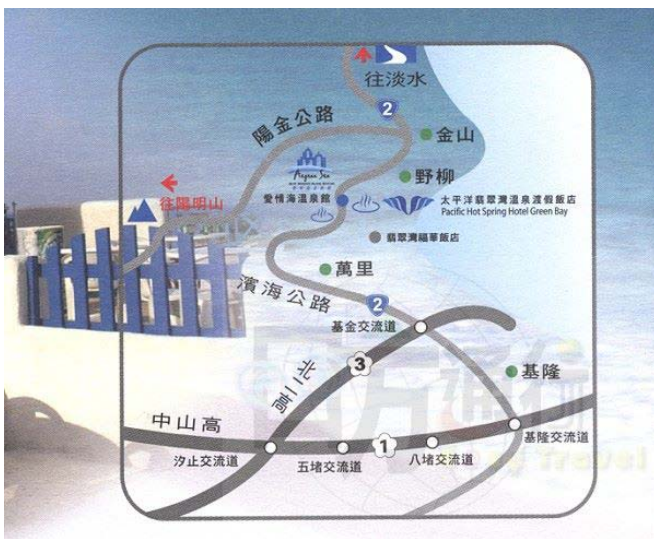 往淡水
2
陽金公路
金山
野柳
Aegean Sea
往陽明山
愛情海溫泉館
太平洋翡翠灣溫泉渡假飯店
Pacific Hot Spring Hotel Green Bay
翡翠灣福華飯店
萬里
濱海公路
2
基金交流道
北二高
3
基隆
中山高
1
汐止交流道
五堵交流道
八堵交流道
基隆交流道